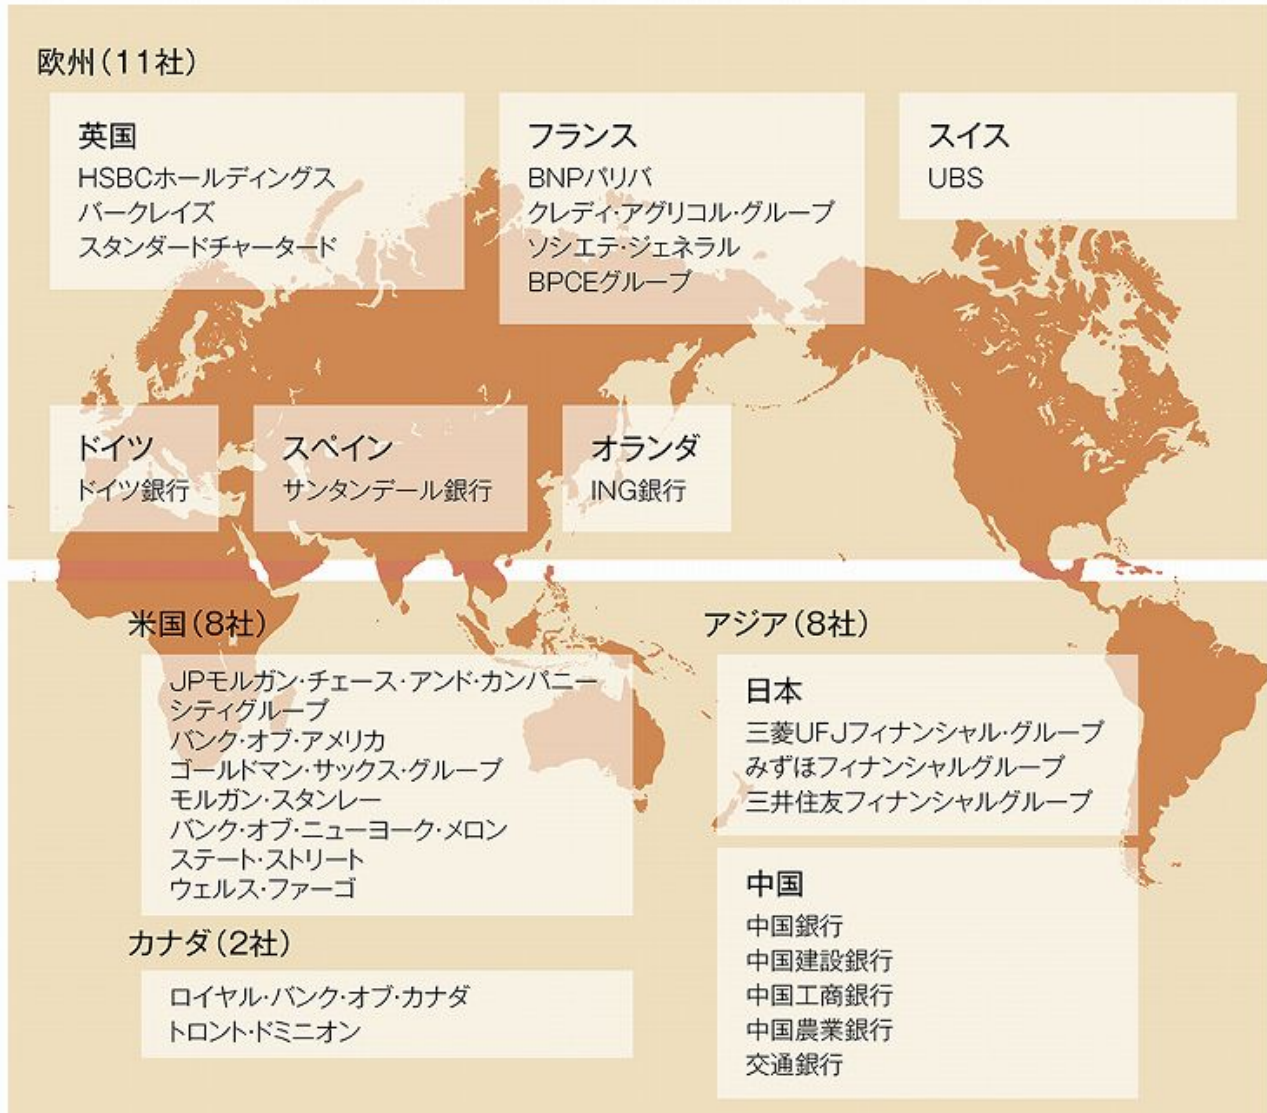 欧州(11社)
英国
HSBCホールディングス
バークレイズ
スタンダードチャータード
フランス
BNPパリバ
クレディ・アグリコル・グループ
ソシエテ・ジェネラル
BPCEグループ
スイス
UBS
ドイツ
ドイツ銀行
スペイン
サンタンデール銀行
オランダ
ING銀行
米国(8社)
JPモルガン・チェース・アンド・カンパニー
シティグループ
バンク・オブ・アメリカ
ゴールドマン・サックス・グループ
モルガン・スタンレー
バンク・オブ・ニューヨーク・メロン
ステート・ストリート
ウェルス・ファーゴ
カナダ(2社)
ロイヤル・バンク・オブ・カナダ
トロント・ドミニオン
アジア(8社)
日本
三菱UFJフィナンシャル・グループ
みずほフィナンシャルグループ
三井住友フィナンシャルグループ
中国
中国銀行
中国建設銀行
中国工商銀行
中国農業銀行
交通銀行